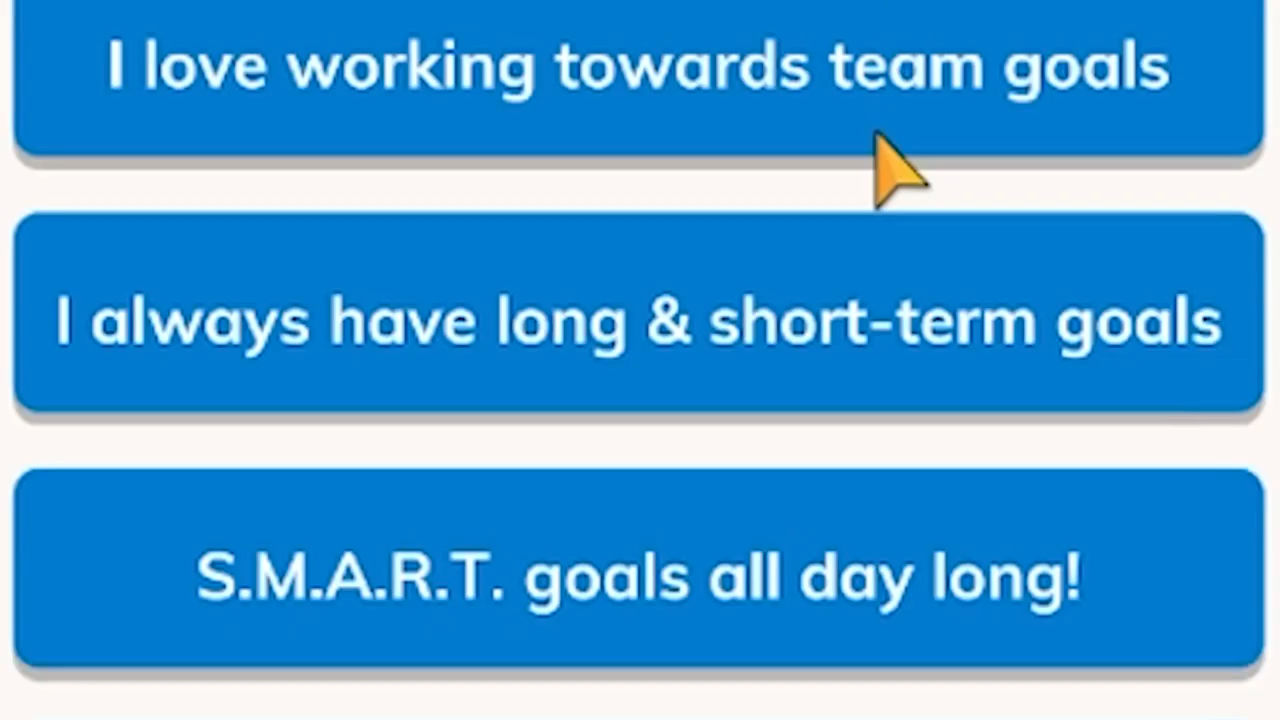 I love working towards team goals
I always have long & short-term goals
S.M.A.R.T. goals all day long!